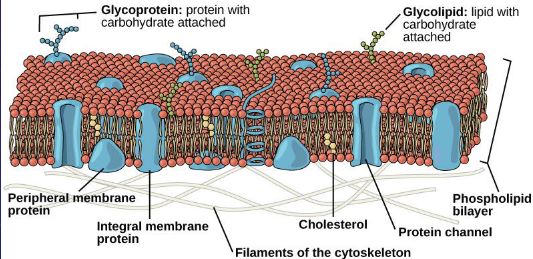 Glycoprotein: protein with
carbohydrate attached
Glycolipid: lipid with
carbohydrate
attached
Peripheral membrane
protein
Integral membrane
protein
Filaments of the cytoskeleton
Cholesterol
Protein channel
Phospholipid
bilayer